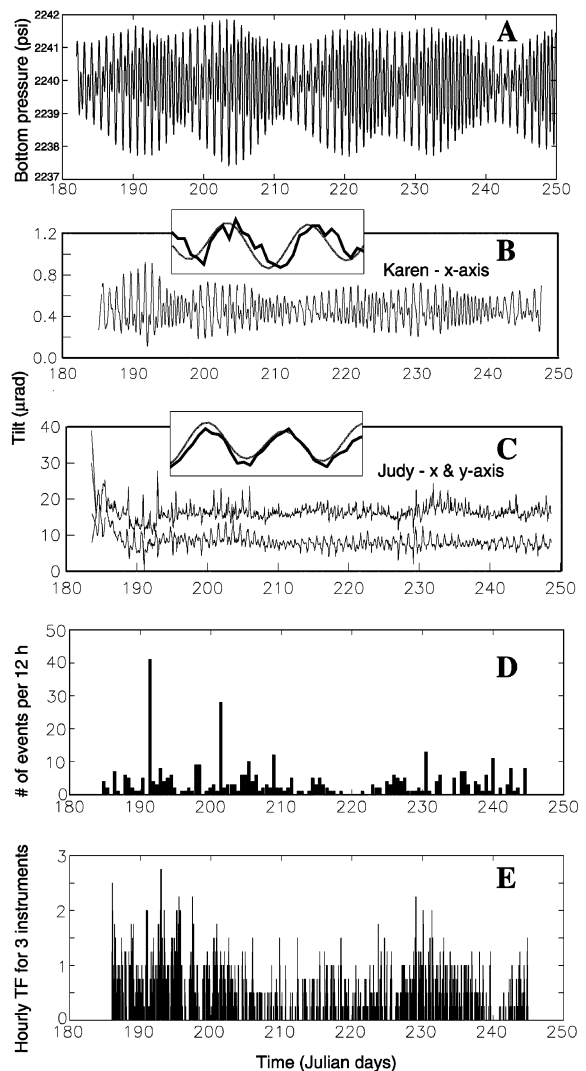 A
Bottom pressure (psi)
2242
2241
2240
2239
2238
2237
180 190 200 210 220 230 240 250
B
Karen - x-axis
1.2
0.8
0.4
0.0
180 190 200 210 220 230 240 250
Tilt (µrad)
C
Judy - x & y-axis
40
30
20
10
0
180 190 200 210 220 230 240 250
D
# of events per 12 h
50
40
30
20
10
0
180 190 200 210 220 230 240 250
E
Hourly TF for 3 instruments
3
2
1
0
180 190 200 210 220 230 240 250
Time (Julian days)